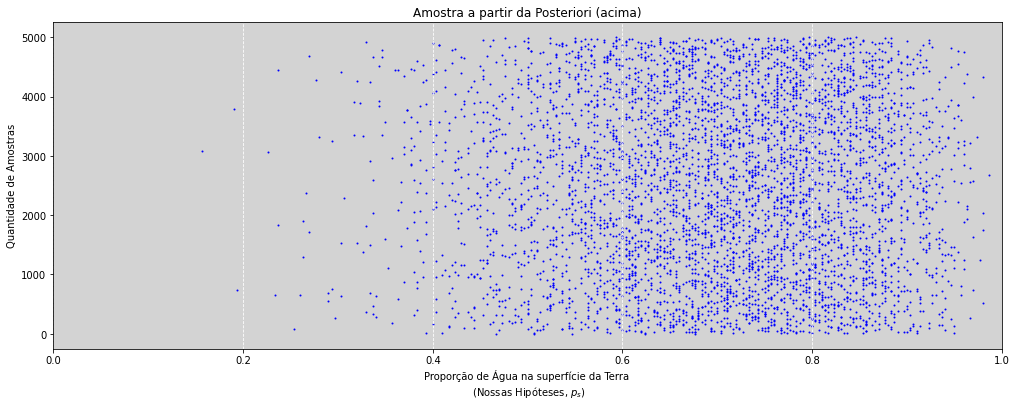 Amostra a partir da Posteriori (acima)
Quantidade de Amostras
5000
4000
3000
2000
1000
0
0.0 0.2 0.4 0.6 0.8 1.0
Proporção de Água na superfície da Terra
(Nossas Hipóteses, pₛ)